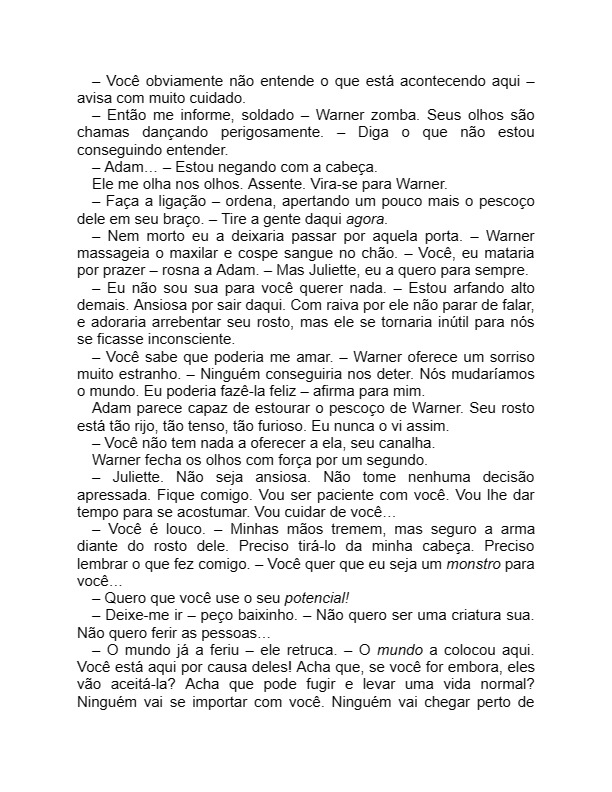 – Você obviamente não entende o que está acontecendo aqui –
avisa com muito cuidado.
– Então me informe, soldado – Warner zomba. Seus olhos são
chamas dançando perigosamente. – Diga o que não estou
conseguindo entender.
– Adam… – Estou negando com a cabeça.
Ele me olha nos olhos. Assente. Vira-se para Warner.
– Faça a ligação – ordena, apertando um pouco mais o pescoço
dele em seu braço. – Tire a gente daqui agora.
– Nem morto eu a deixaria passar por aquela porta. – Warner
massageia o maxilar e cospe sangue no chão. – Você, eu mataria
por prazer – rosna a Adam. – Mas Juliette, eu a quero para sempre.
– Eu não sou sua para você querer nada. – Estou arfando alto
demais. Ansiosa por sair daqui. Com raiva por ele não parar de falar,
e adoraria arrebentar seu rosto, mas ele se tornaria inútil para nós
se ficasse inconsciente.
– Você sabe que poderia me amar. – Warner oferece um sorriso
muito estranho. – Ninguém conseguiria nos deter. Nós mudaríamos
o mundo. Eu poderia fazê-la feliz – afirma para mim.
Adam parece capaz de estourar o pescoço de Warner. Seu rosto
está tão rijo, tão tenso, tão furioso. Eu nunca o vi assim.
– Você não tem nada a oferecer a ela, seu canalha.
Warner fecha os olhos com força por um segundo.
– Juliette. Não seja ansiosa. Não tome nenhuma decisão
apressada. Fique comigo. Vou ser paciente com você. Vou lhe dar
tempo para se acostumar. Vou cuidar de você…
– Você é louco. – Minhas mãos tremem, mas seguro a arma
diante do rosto dele. Preciso tirá-lo da minha cabeça. Preciso
lembrar o que fez comigo. – Você quer que eu seja um monstro para
você…
– Quero que você use o seu potencial!
– Deixe-me ir – peço baixinho. – Não quero ser uma criatura sua.
Não quero ferir as pessoas…
– O mundo já a feriu – ele retruca. – O mundo a colocou aqui.
Você está aqui por causa deles! Acha que, se você for embora, eles
vão aceitá-la? Acha que pode fugir e levar uma vida normal?
Ninguém vai se importar com você. Ninguém vai chegar perto de